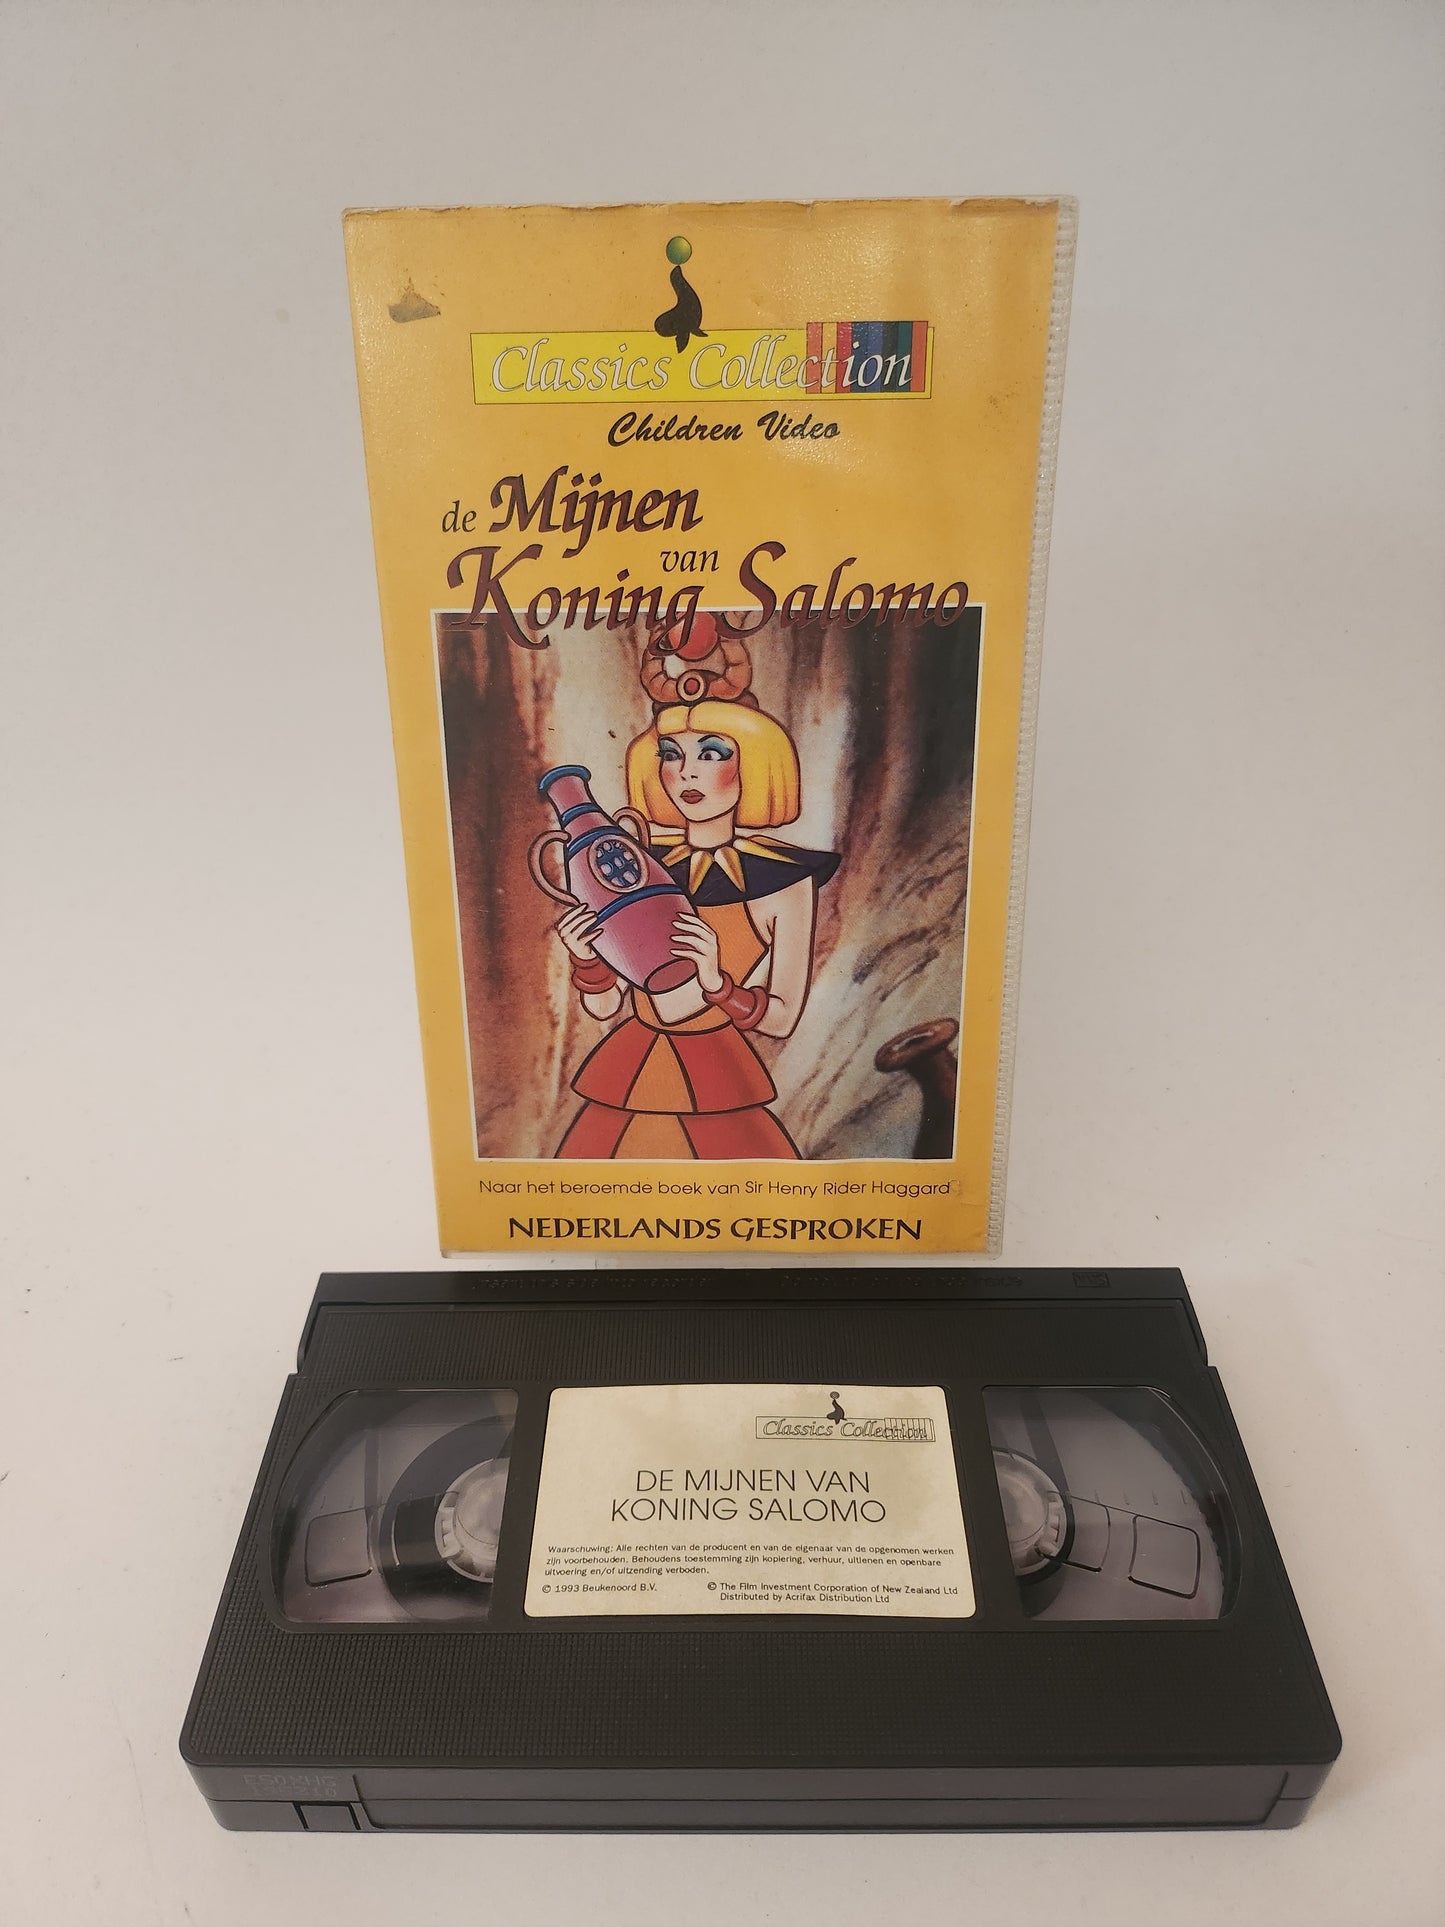 Classics Collection
Children Video
de Mijnen
van
Koning Salomo
Naar het beroemde boek van Sir Henry Rider Haggard
NEDERLANDS GESPROKEN
Classics Collection
DE MIJNEN VAN
KONING SALOMO
Waarschuwing: Alle rechten van de producent en van de eigenaar van de opgenomen werken
zijn voorbehouden. Behoudens toestemming zijn kopiering, verhuur, uitlenen en openbare
uitvoering en/of uitzending verboden.
© 1993 Beukenoord B.V.
© The Film Investment Corporation of New Zealand Ltd
Distributed by Acrifax Distribution Ltd